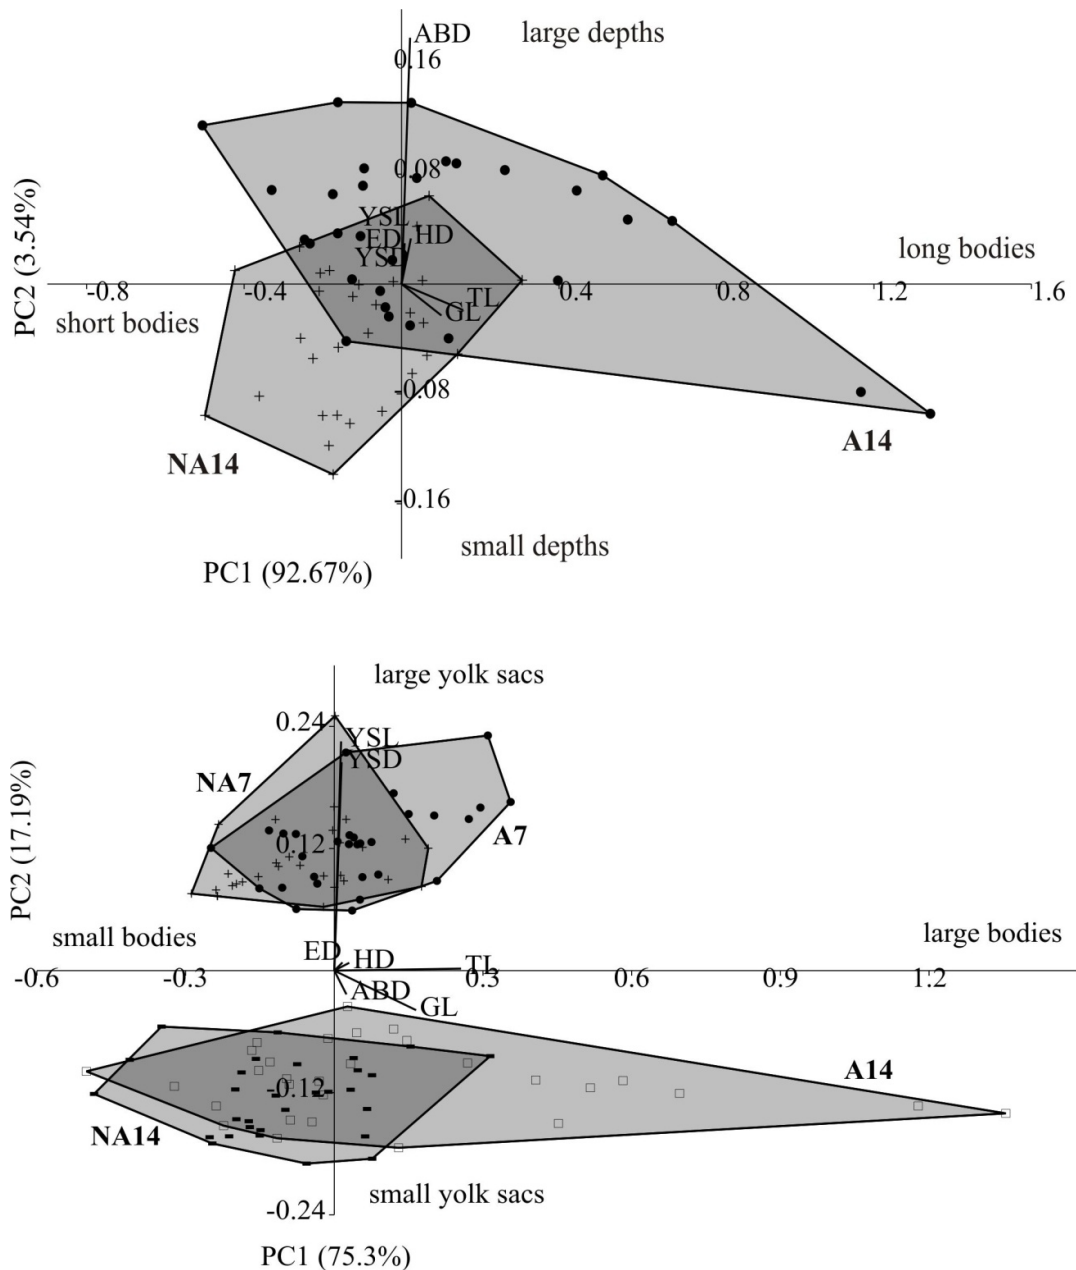 ABD
large depths
0.16
0.08
YSL
ED HD
YSD
long bodies
PC2 (3.54%)
-0.8
-0.4
0.4
0.8
1.2
1.6
TL
GL
short bodies
-0.08
A14
NA14
-0.16
small depths
PC1 (92.67%)
large yolk sacs
0.24
YSL
YSD
NA7
A7
0.12
PC2 (17.19%)
small bodies
large bodies
ED
HD
TL
ABD
GL
-0.6
-0.3
0.3
0.6
0.9
1.2
A14
-0.12
NA14
small yolk sacs
-0.24
PC1 (75.3%)